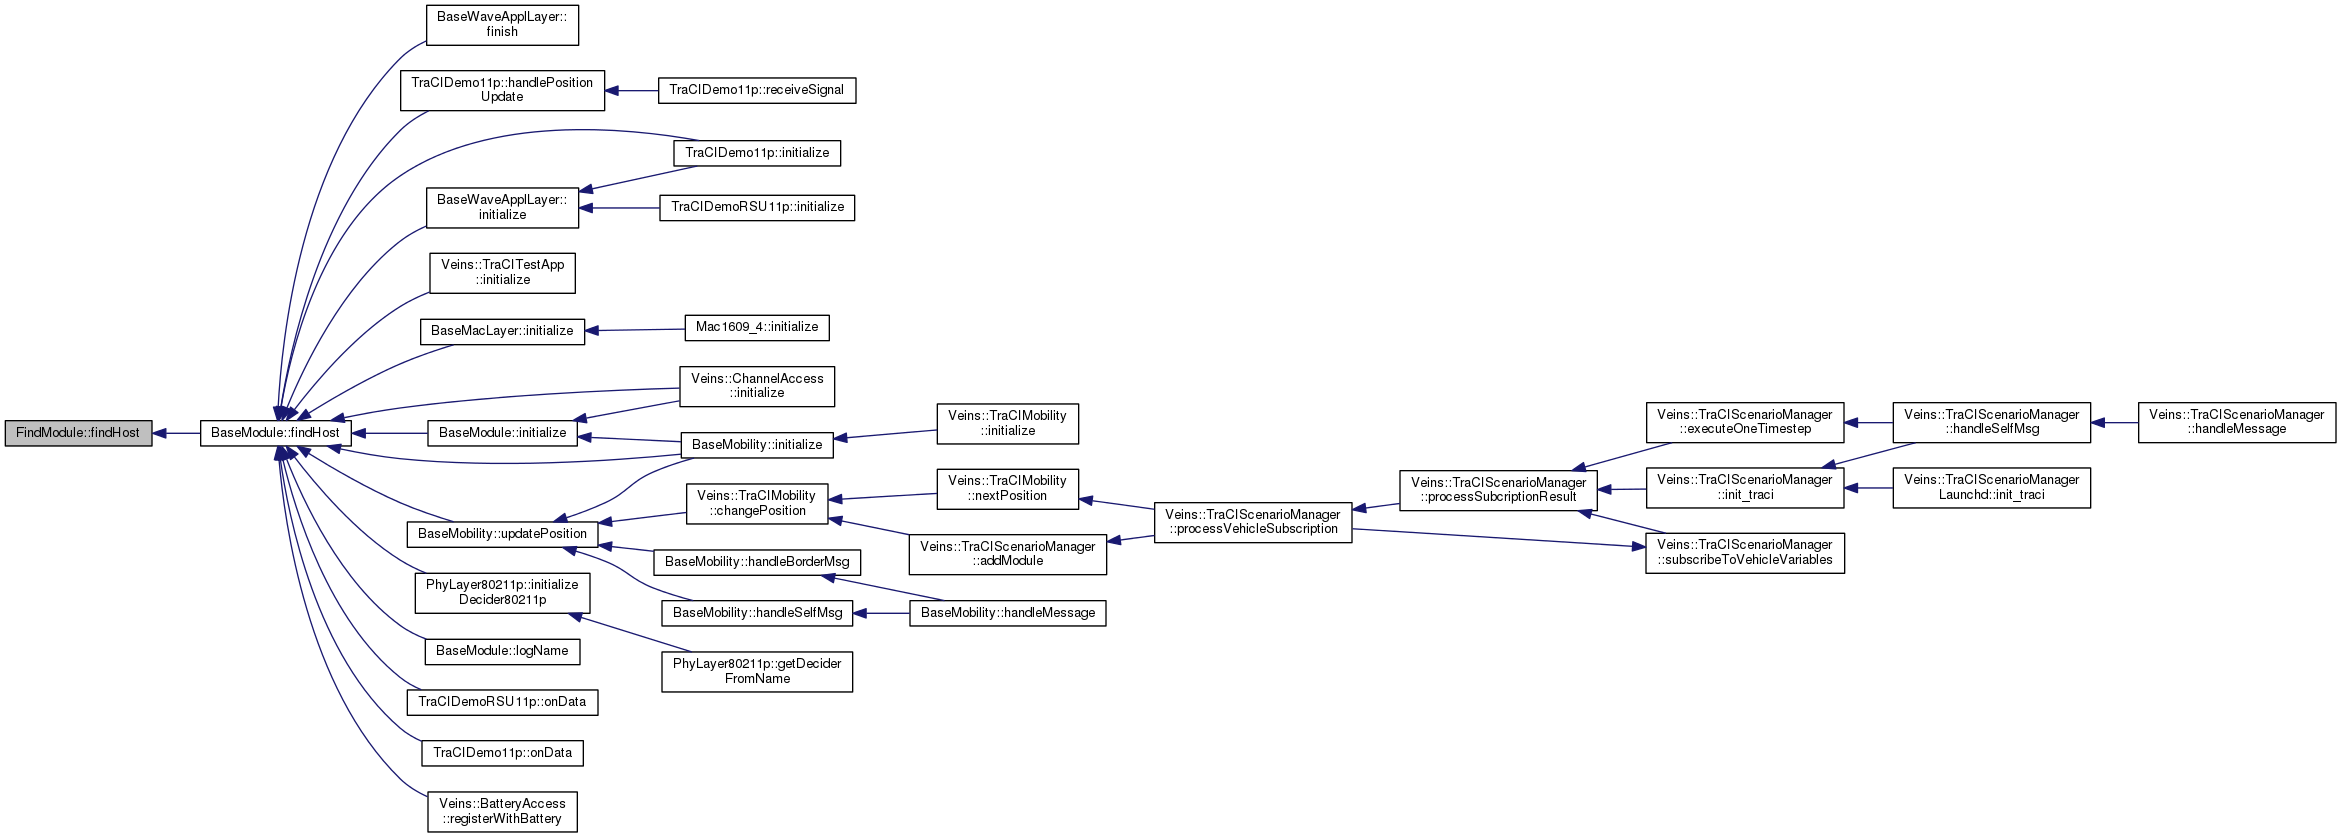 BaseWaveApplLayer::
finish
TraCIDemo11p::handlePosition
Update
TraCIDemo11p::receiveSignal
TraCIDemo11p::initialize
BaseWaveApplLayer::
initialize
TraCIDemoRSU11p::initialize
Veins::TraCITestApp
::initialize
BaseMacLayer::initialize
Mac1609_4::initialize
Veins::ChannelAccess
::initialize
FindModule::findHost
BaseModule::findHost
BaseModule::initialize
BaseMobility::initialize
Veins::TraCIMobility
::initialize
Veins::TraCIScenarioManager
::executeOneTimestep
Veins::TraCIScenarioManager
::handleSelfMsg
Veins::TraCIScenarioManager
::handleMessage
Veins::TraCIMobility
::changePosition
Veins::TraCIMobility
::nextPosition
Veins::TraCIScenarioManager
::processSubcriptionResult
Veins::TraCIScenarioManager
::init_traci
Veins::TraCIScenarioManager
Launchd::init_traci
BaseMobility::updatePosition
Veins::TraCIScenarioManager
::processVehicleSubscription
Veins::TraCIScenarioManager
::addModule
Veins::TraCIScenarioManager
::subscribeToVehicleVariables
BaseMobility::handleBorderMsg
PhyLayer80211p::initialize
Decider80211p
BaseMobility::handleSelfMsg
BaseMobility::handleMessage
BaseModule::logName
PhyLayer80211p::getDecider
FromName
TraCIDemoRSU11p::onData
TraCIDemo11p::onData
Veins::BatteryAccess
::registerWithBattery